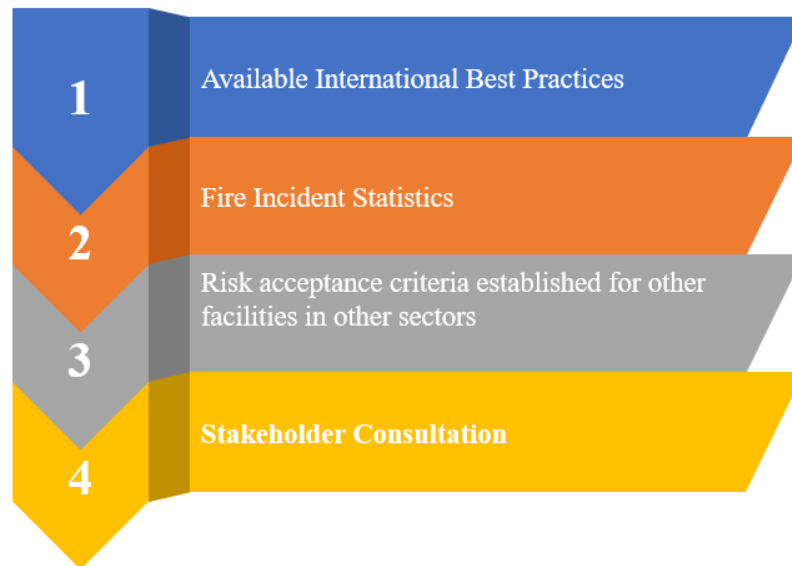 1
Available International Best Practices
2
Fire Incident Statistics
3
Risk acceptance criteria established for other
facilities in other sectors
4
Stakeholder Consultation